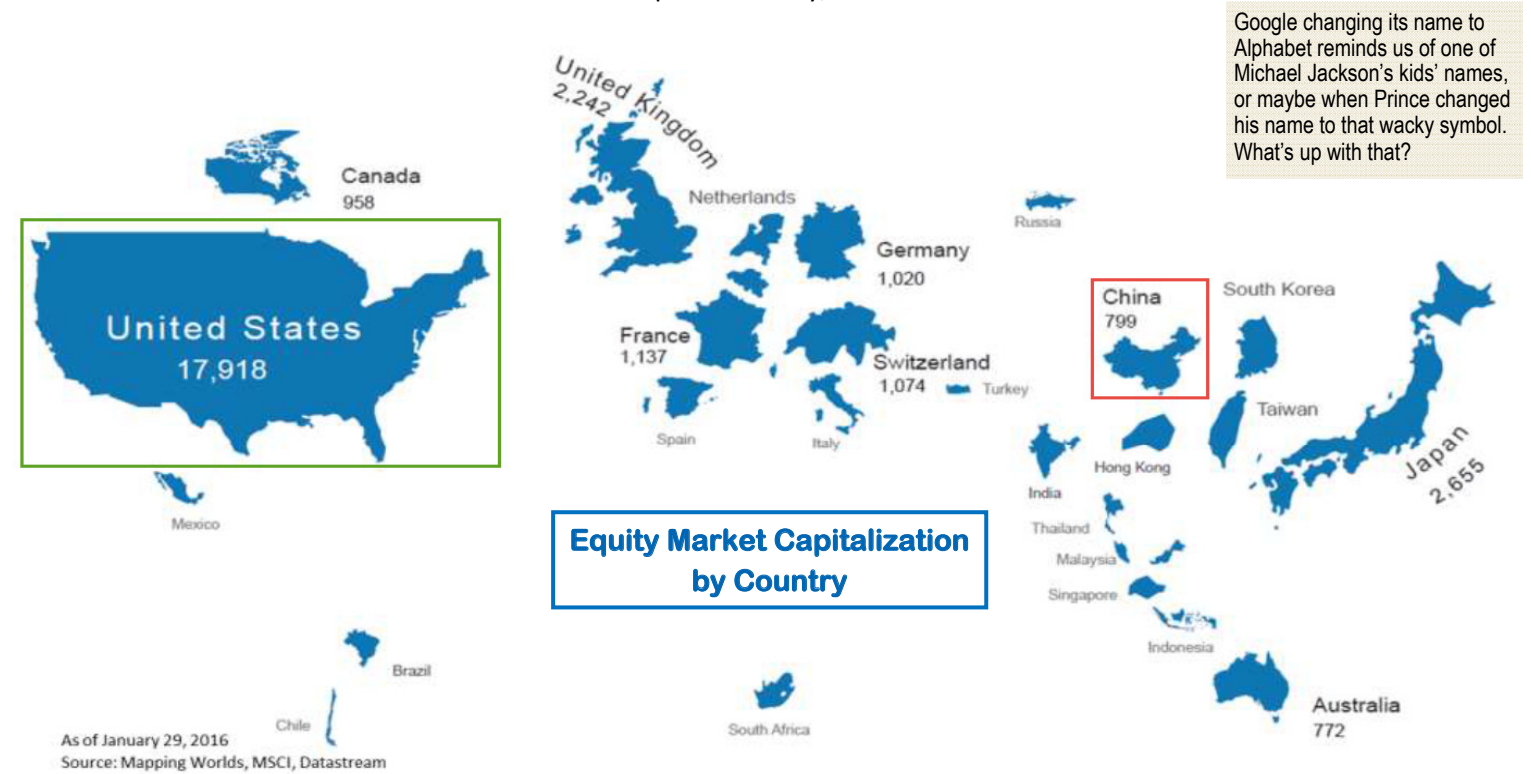 Google changing its name to
Alphabet reminds us of one of
Michael Jackson's kids' names,
or maybe when Prince changed
his name to that wacky symbol.
What's up with that?
United Kingdom
2,242
Canada
958
Netherlands
Russia
Germany
1,020
United States
17,918
China
799
South Korea
France
1,137
Switzerland
1,074
Turkey
Taiwan
Spain
Italy
Japan
2,655
Hong Kong
India
Mexico
Thailand
Equity Market Capitalization
by Country
Malaysia
Singapore
Indonesia
Brazil
Australia
772
Chile
South Africa
As of January 29, 2016
Source: Mapping Worlds, MSCI, Datastream